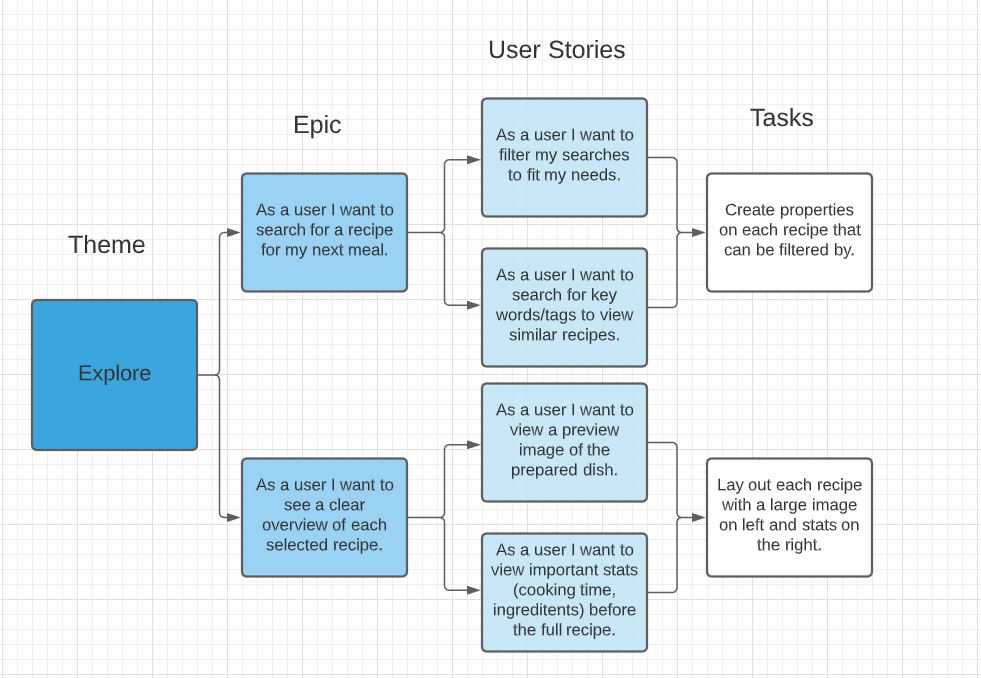 User Stories
Epic
Tasks
Theme
Explore
As a user I want to
search for a recipe
for my next meal.
As a user I want to
see a clear
overview of each
selected recipe.
As a user I want to
filter my searches
to fit my needs.
As a user I want to
search for key
words/tags to view
similar recipes.
As a user I want to
view a preview
image of the
prepared dish.
As a user I want to
view important stats
(cooking time,
ingreditents) before
the full recipe.
Create properties
on each recipe that
can be filtered by.
Lay out each recipe
with a large image
on left and stats on
the right.